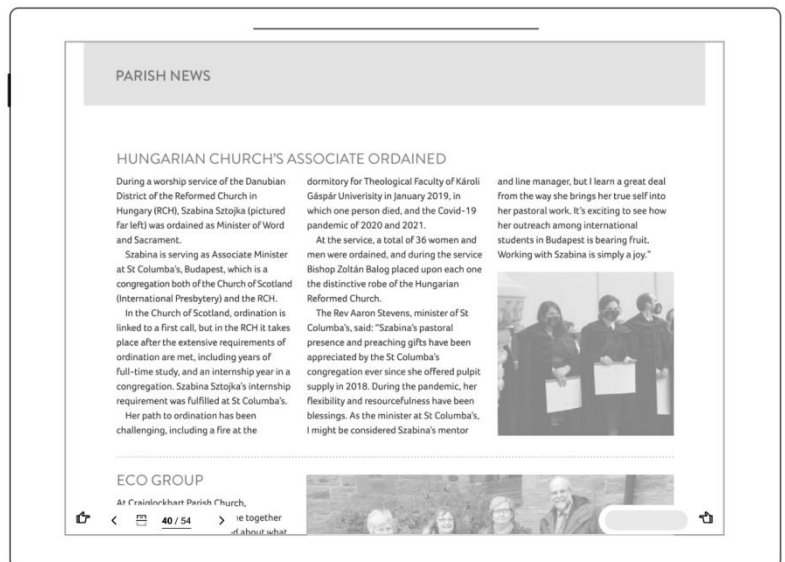 PARISH NEWS
HUNGARIAN CHURCH'S ASSOCIATE ORDAINED
During a worship service of the Danubian
District of the Reformed Church in
Hungary (RCH), Szabina Sztojka (pictured
far left) was ordained as Minister of Word
and Sacrament.
Szabina is serving as Associate Minister
at St Columba's, Budapest, which is a
congregation both of the Church of Scotland
(International Presbytery) and the RCH.
In the Church of Scotland, ordination is
linked to a first call, but in the RCH it takes
place after the extensive requirements of
ordination are met, including years of
full-time study, and an internship year in a
congregation. Szabina Sztojka's internship
requirement was fulfilled at St Columba's.
Her path to ordination has been
challenging, including a fire at the
dormitory for Theological Faculty of Károli
Gáspár Univerisity in January 2019, in
which one person died, and the Covid-19
pandemic of 2020 and 2021.
At the service, a total of 36 women and
men were ordained, and during the service
Bishop Zoltán Balog placed upon each one
the distinctive robe of the Hungarian
Reformed Church.
The Rev Aaron Stevens, minister of St
Columba's, said: "Szabina's pastoral
presence and preaching gifts have been
appreciated by the St Columba's
congregation ever since she offered pulpit
supply in 2018. During the pandemic, her
flexibility and resourcefulness have been
blessings. As the minister at St Columba's,
I might be considered Szabina's mentor
and line manager, but I learn a great deal
from the way she brings her true self into
her pastoral work. It's exciting to see how
her outreach among international
students in Budapest is bearing fruit.
Working with Szabina is simply a joy."
ECO GROUP
At Craiglockhart Parish Church,
together
about what
40 / 54